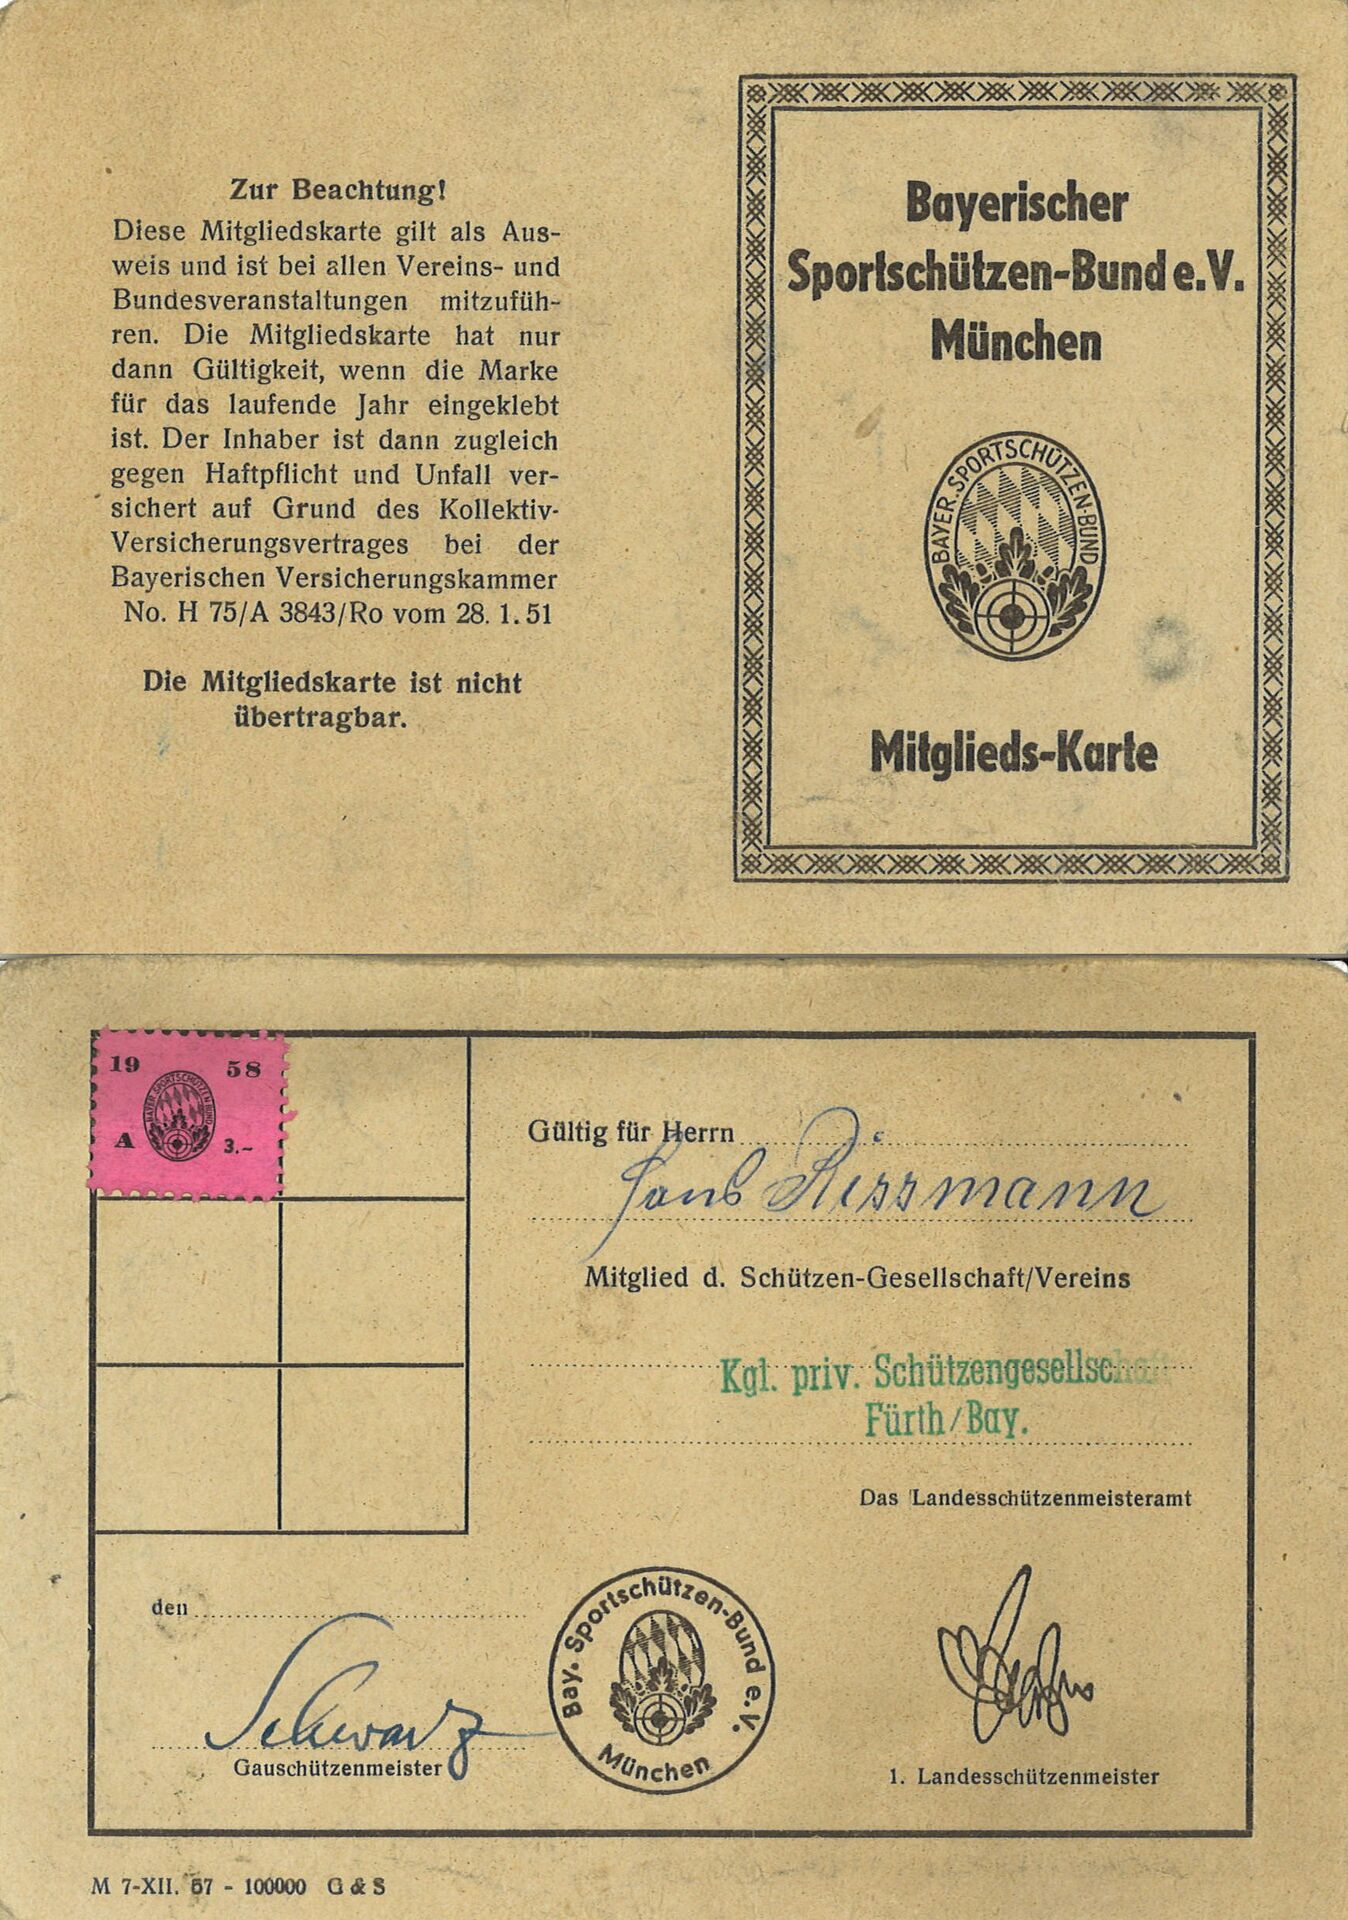 Zur Beachtung!
Diese Mitgliedskarte gilt als Aus-
weis und ist bei allen Vereins- und
Bundesveranstaltungen mitzufüh-
ren. Die Mitgliedskarte hat nur
dann Gültigkeit, wenn die Marke
für das laufende Jahr eingeklebt
ist. Der Inhaber ist dann zugleich
gegen Haftpflicht und Unfall ver-
sichert auf Grund des Kollektiv-
Versicherungsvertrages bei der
Bayerischen Versicherungskammer
No. H 75/A 3843/Ro vom 28. 1. 51
Die Mitgliedskarte ist nicht
übertragbar.
Bayerischer
Sportschützen-Bund e.V.
München
BAYER. SPORTSCHÜTZEN-BUND
Mitglieds-Karte
19 58
BAYER. SPORTSCHÜTZEN-BUND
A 3.–
Gültig für Herrn
Hans Rissmann
Mitglied d. Schützen-Gesellschaft/Vereins
Kgl. priv. Schützengesellschaft
Fürth/Bay.
Das Landesschützenmeisteramt
den
Schwarz
Gauschützenmeister
Bay. Sportschützen-Bund e.V.
München
1. Landesschützenmeister
M 7-XII. 57 - 100000 G & S